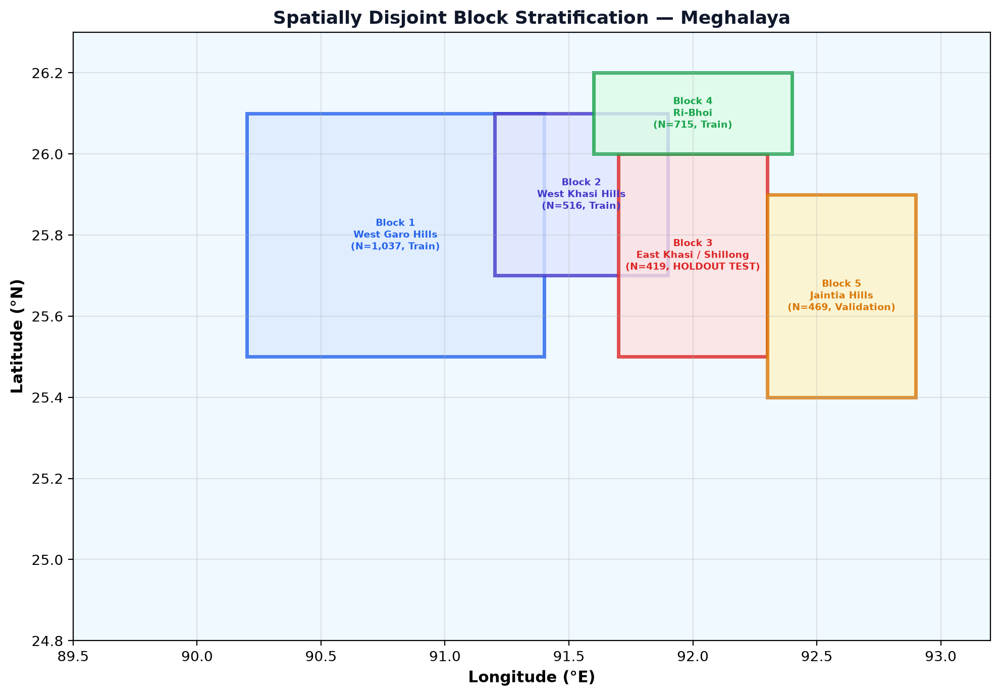 Spatially Disjoint Block Stratification — Meghalaya
26.2
26.0
25.8
25.6
25.4
25.2
25.0
24.8
Latitude (°N)
Block 4
Ri-Bhoi
(N=715, Train)
Block 2
West Khasi Hills
(N=516, Train)
Block 1
West Garo Hills
(N=1,037, Train)
Block 3
East Khasi / Shillong
(N=419, HOLDOUT TEST)
Block 5
Jaintia Hills
(N=469, Validation)
89.5 90.0 90.5 91.0 91.5 92.0 92.5 93.0
Longitude (°E)